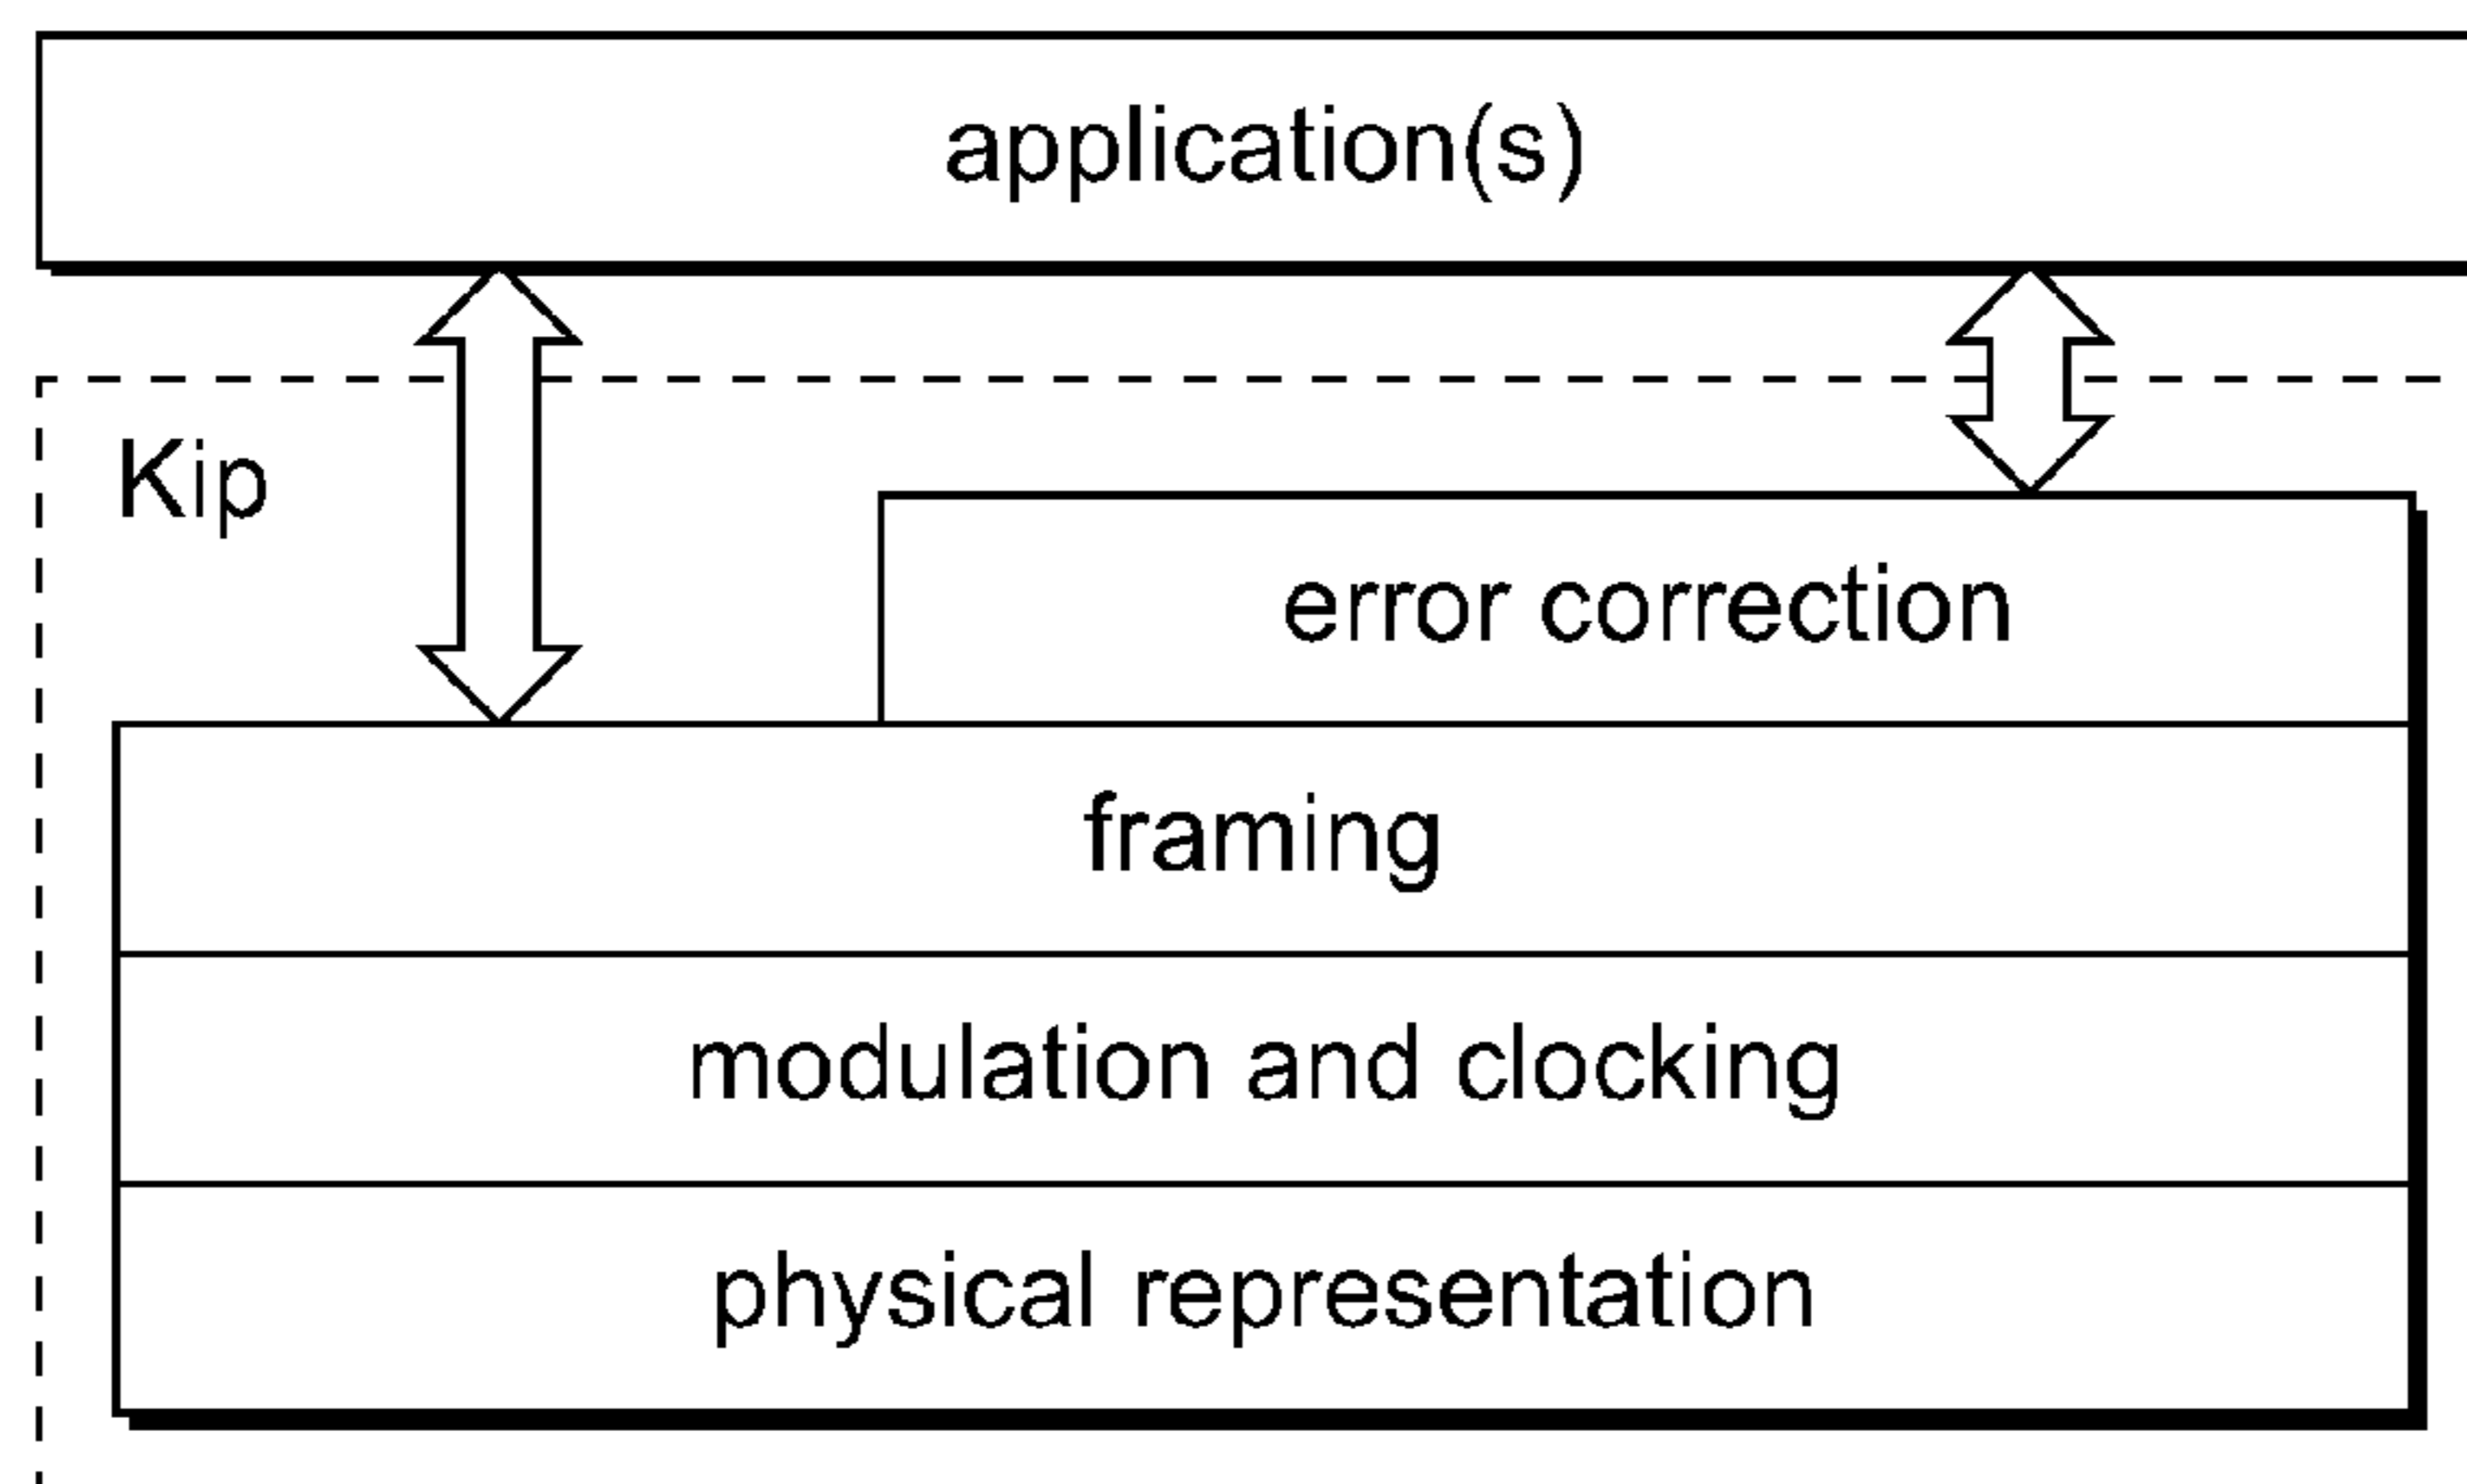 application(s)
Kip
error correction
framing
modulation and clocking
physical representation